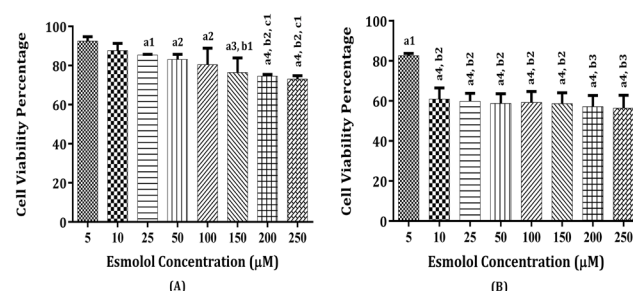 Cell Viability Percentage
100
80
60
40
20
0
a1
a2
a2
a3, b1
a4, b2, c1
a4, b2, c1
5 10 25 50 100 150 200 250
Esmolol Concentration (μM)
(A)
Cell Viability Percentage
100
80
60
40
20
0
a1
a4, b2
a4, b2
a4, b2
a4, b2
a4, b2
a4, b3
a4, b3
5 10 25 50 100 150 200 250
Esmolol Concentration (μM)
(B)